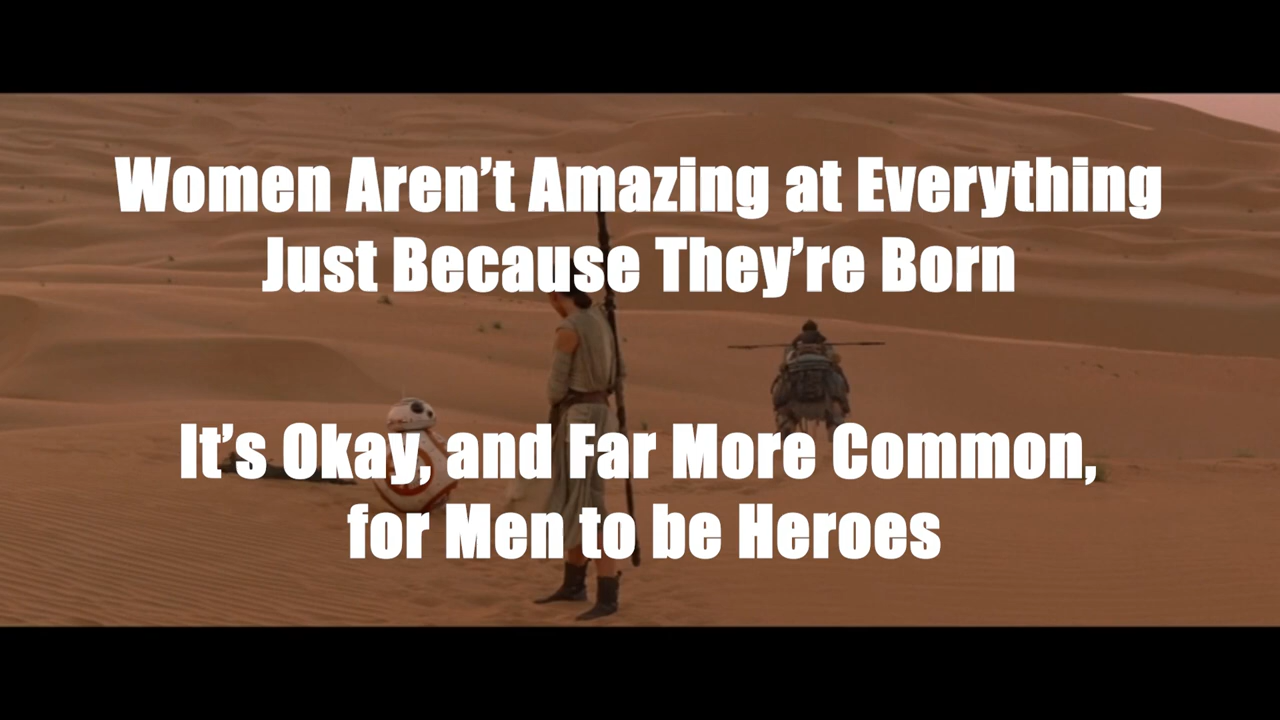 Women Aren’t Amazing at Everything
Just Because They’re Born
It’s Okay, and Far More Common,
for Men to be Heroes